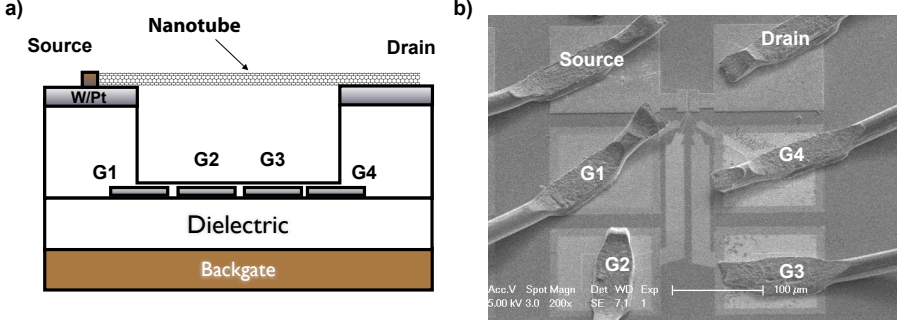 a)
Nanotube
Source
Drain
W/Pt
G1
G2
G3
G4
Dielectric
Backgate
b)
Source
Drain
G1
G4
G2
G3
Acc.V Spot Magn Det WD Exp
5.00 kV 3.0 200x SE 7.1 1
100 µm